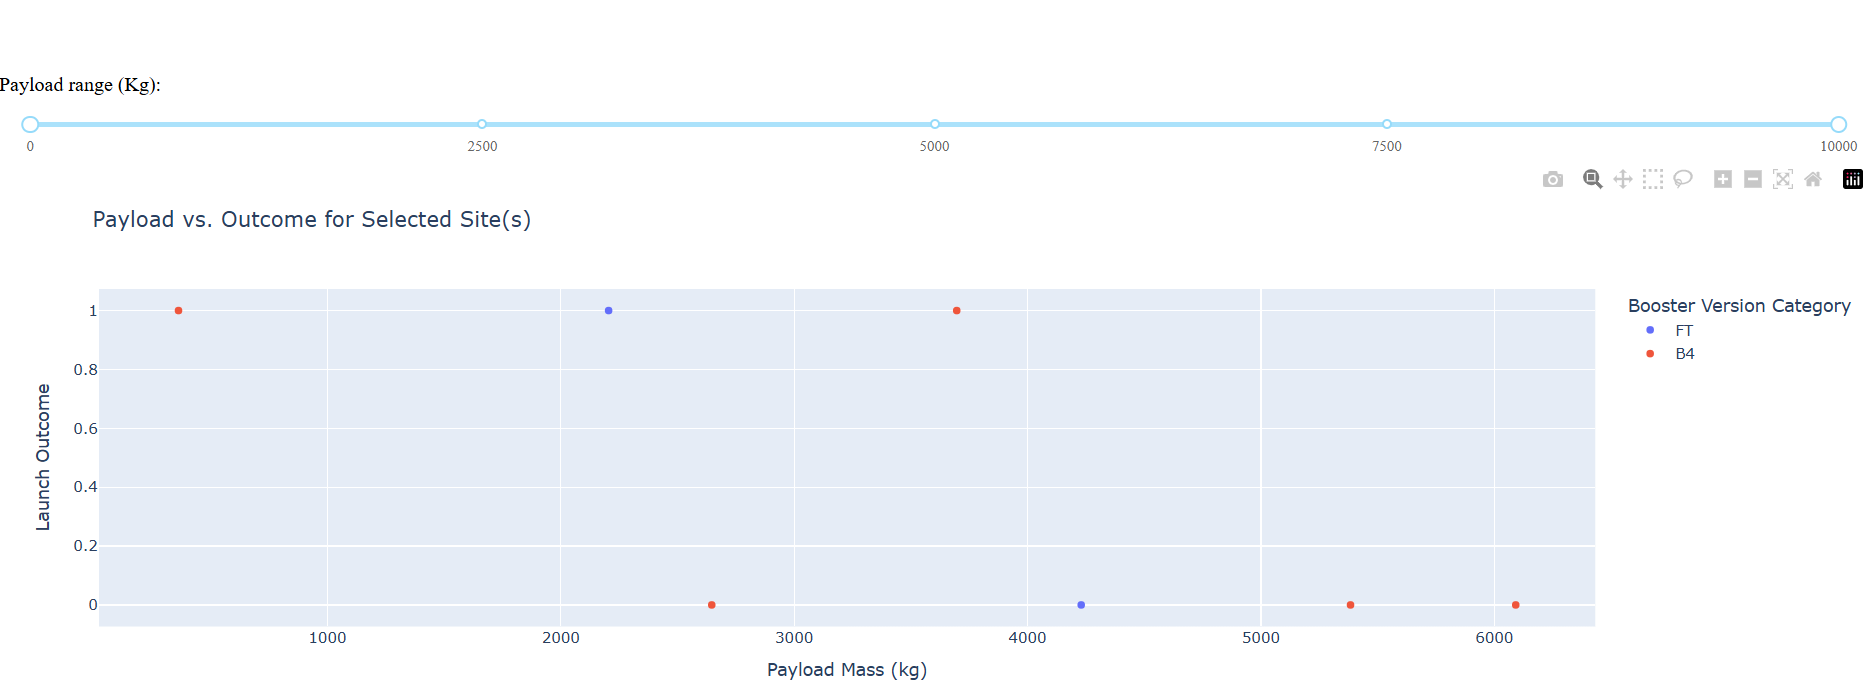 Payload range (Kg):
0 2500 5000 7500 10000
Payload vs. Outcome for Selected Site(s)
Booster Version Category
FT
B4
Launch Outcome
1
0.8
0.6
0.4
0.2
0
1000 2000 3000 4000 5000 6000
Payload Mass (kg)